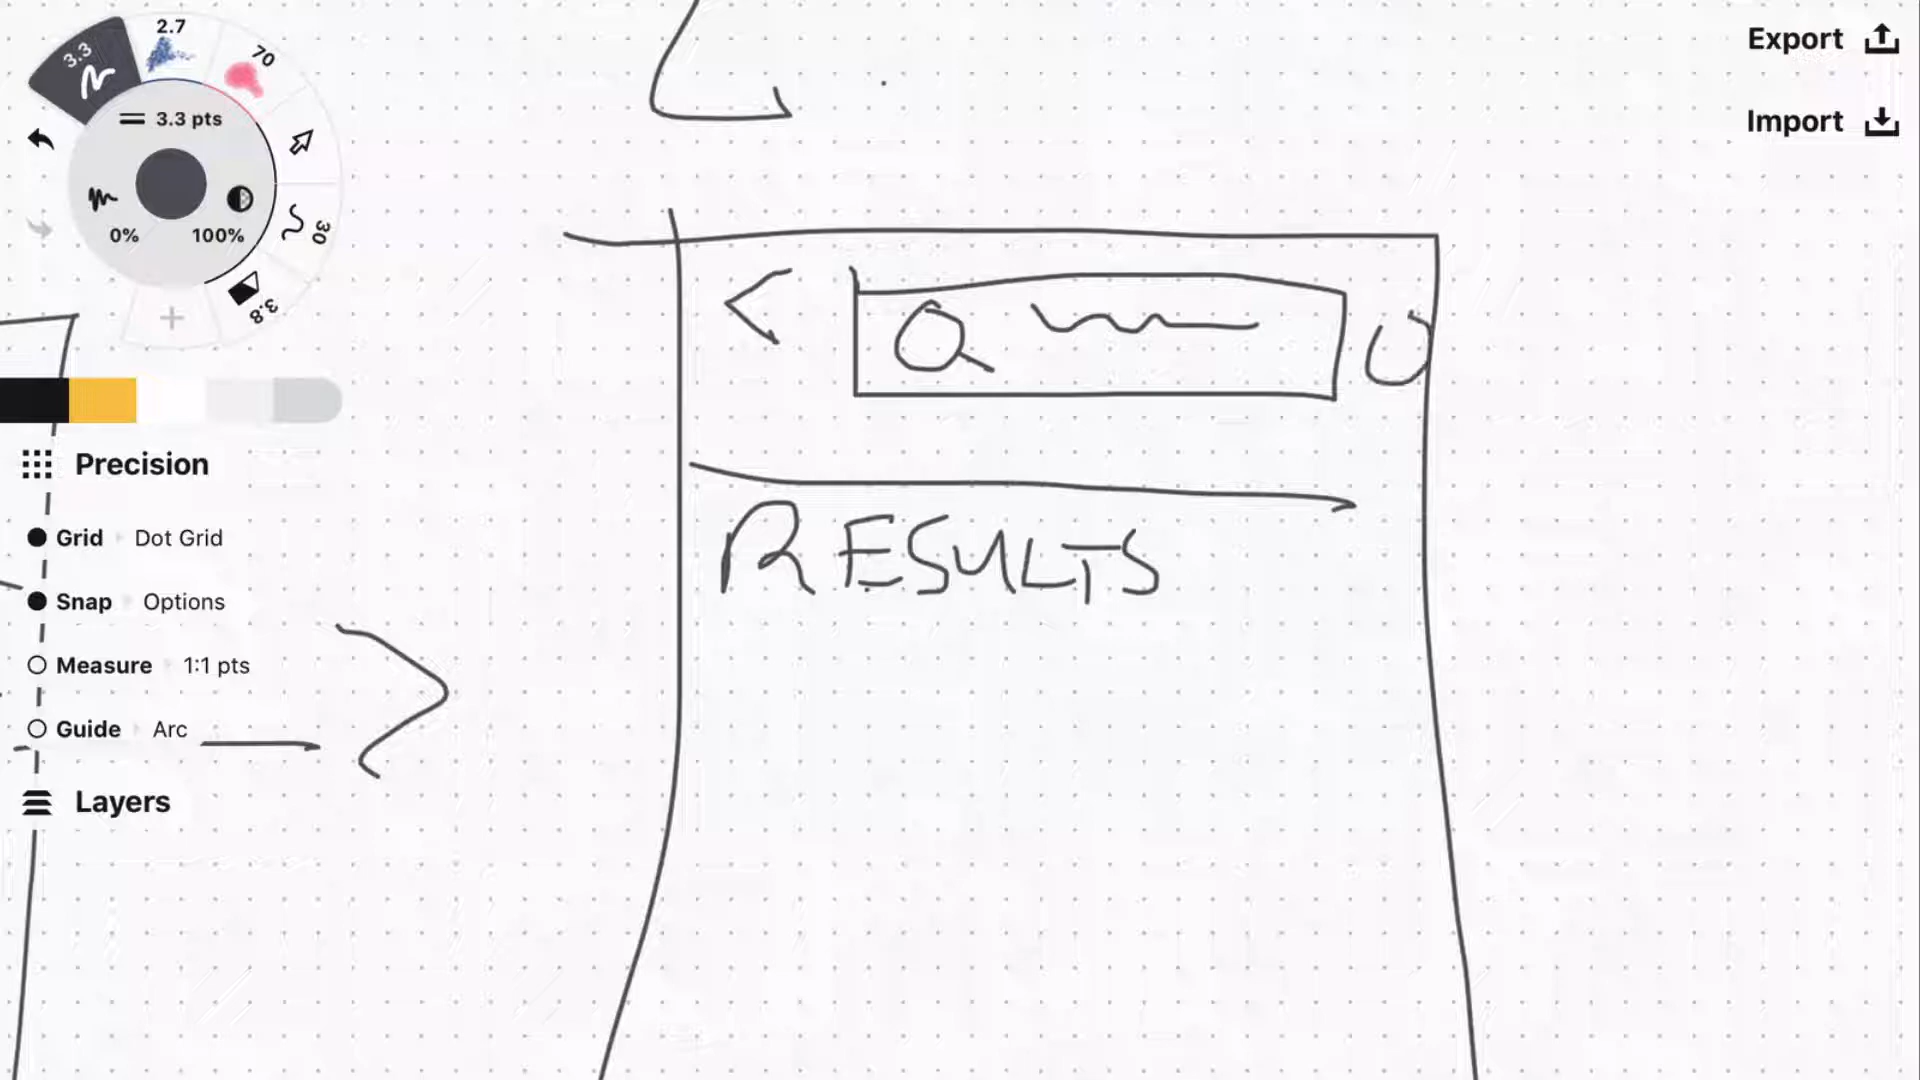 2.7
3.3
70
Export
3.3 pts
Import
0%
100%
30
3.8
Precision
Grid Dot Grid
Snap Options
Measure 1:1 pts
Guide Arc
Layers
RESULTS